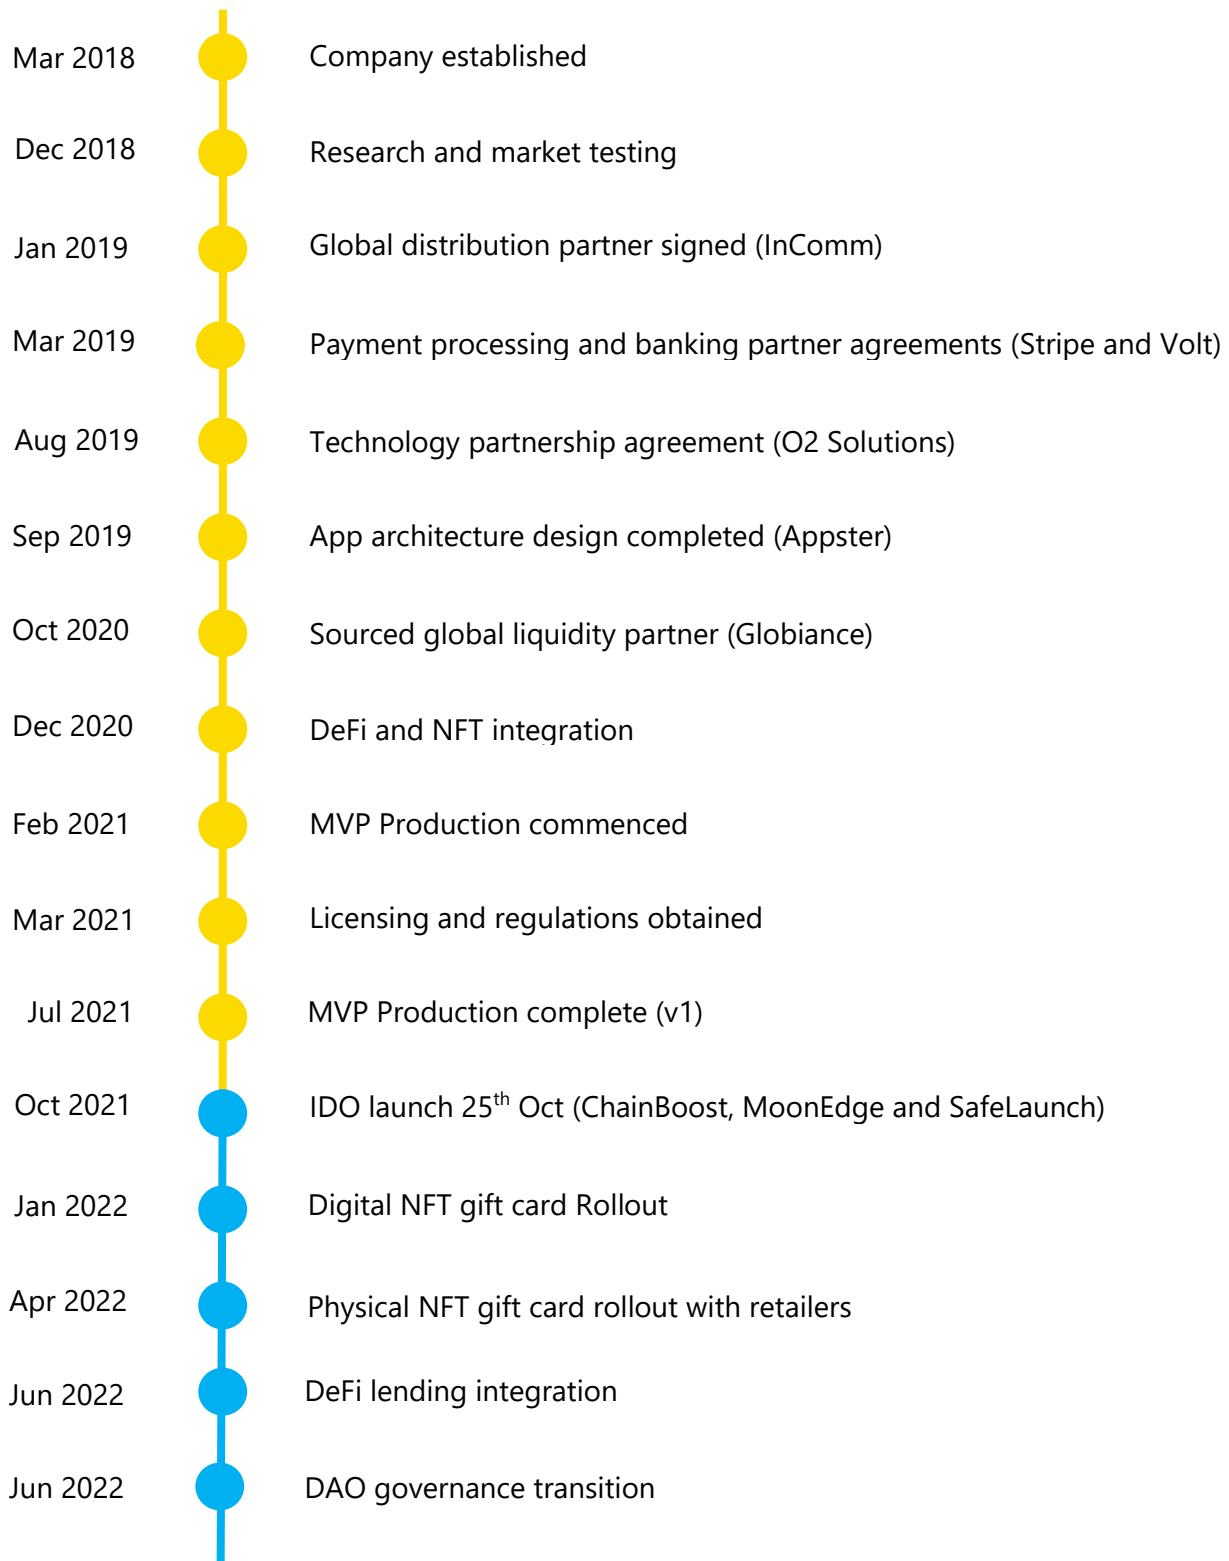 Mar 2018 Company established
Dec 2018 Research and market testing
Jan 2019 Global distribution partner signed (InComm)
Mar 2019 Payment processing and banking partner agreements (Stripe and Volt)
Aug 2019 Technology partnership agreement (O2 Solutions)
Sep 2019 App architecture design completed (Appster)
Oct 2020 Sourced global liquidity partner (Globiance)
Dec 2020 DeFi and NFT integration
Feb 2021 MVP Production commenced
Mar 2021 Licensing and regulations obtained
Jul 2021 MVP Production complete (v1)
Oct 2021 IDO launch 25th Oct (ChainBoost, MoonEdge and SafeLaunch)
Jan 2022 Digital NFT gift card Rollout
Apr 2022 Physical NFT gift card rollout with retailers
Jun 2022 DeFi lending integration
Jun 2022 DAO governance transition